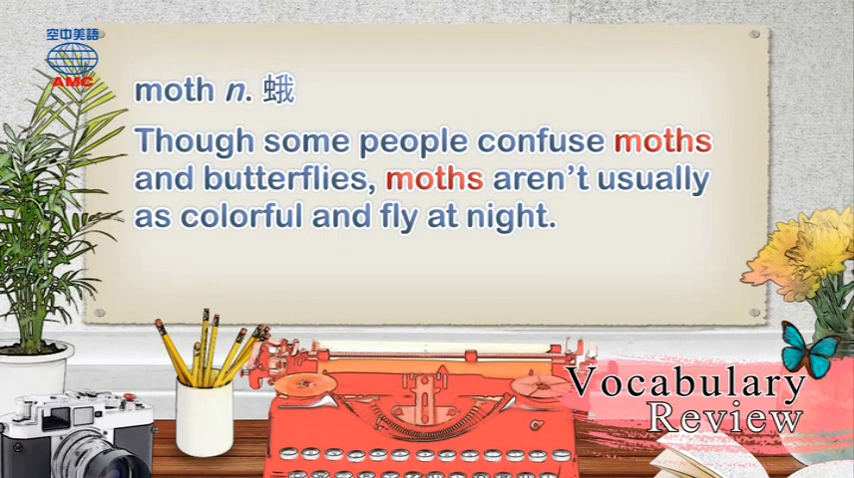 空中美語
AMC
moth n. 蛾
Though some people confuse moths
and butterflies, moths aren't usually
as colorful and fly at night.
Vocabulary
Review